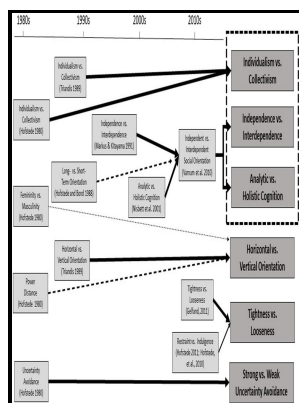 1980s 1990s 2000s 2010s
Individualism vs.
Collectivism
(Triandis 1989)
Individualism vs.
Collectivism
(Hofstede 1980)
Individualism vs.
Collectivism
Independence vs.
Interdependence
(Markus & Kitayama 1991)
Independent vs
Interdependent
Social Orientation
(Varnum et al. 2010)
Independence vs.
Interdependence
Long- vs Short-
Term Orientation
(Hofstede and Bond 1988)
Analytic vs
Holistic Cognition
(Nisbett et al. 2001)
Analytic vs.
Holistic Cognition
Femininity vs
Masculinity
(Hofstede 1980)
Horizontal vs
Vertical Orientation
(Triandis 1989)
Horizontal vs.
Vertical Orientation
Power
Distance
(Hofstede 1980)
Tightness vs
Looseness
(Gelfand, 2011)
Tightness vs.
Looseness
Restraint vs. Indulgence
(Hofstede 2011; Hofstede,
et al., 2010)
Uncertainty
Avoidance
(Hofstede 1980)
Strong vs. Weak
Uncertainty Avoidance